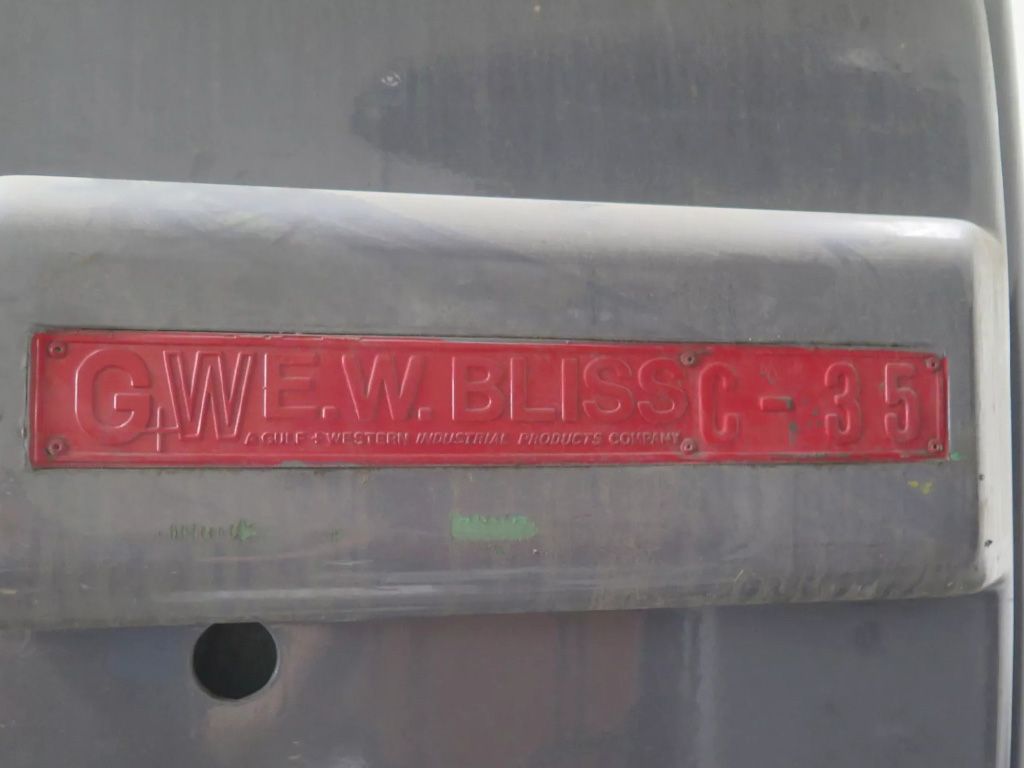 G+W E.W. BLISS C-35
A GULF + WESTERN INDUSTRIAL PRODUCTS COMPANY